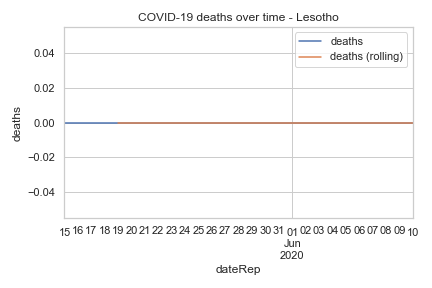 COVID-19 deaths over time - Lesotho
deaths
deaths (rolling)
0.04
0.02
0.00
−0.02
−0.04
deaths
15 16 17 18 19 20 21 22 23 24 25 26 27 28 29 30 31 01 02 03 04 05 06 07 08 09 10
Jun
2020
dateRep